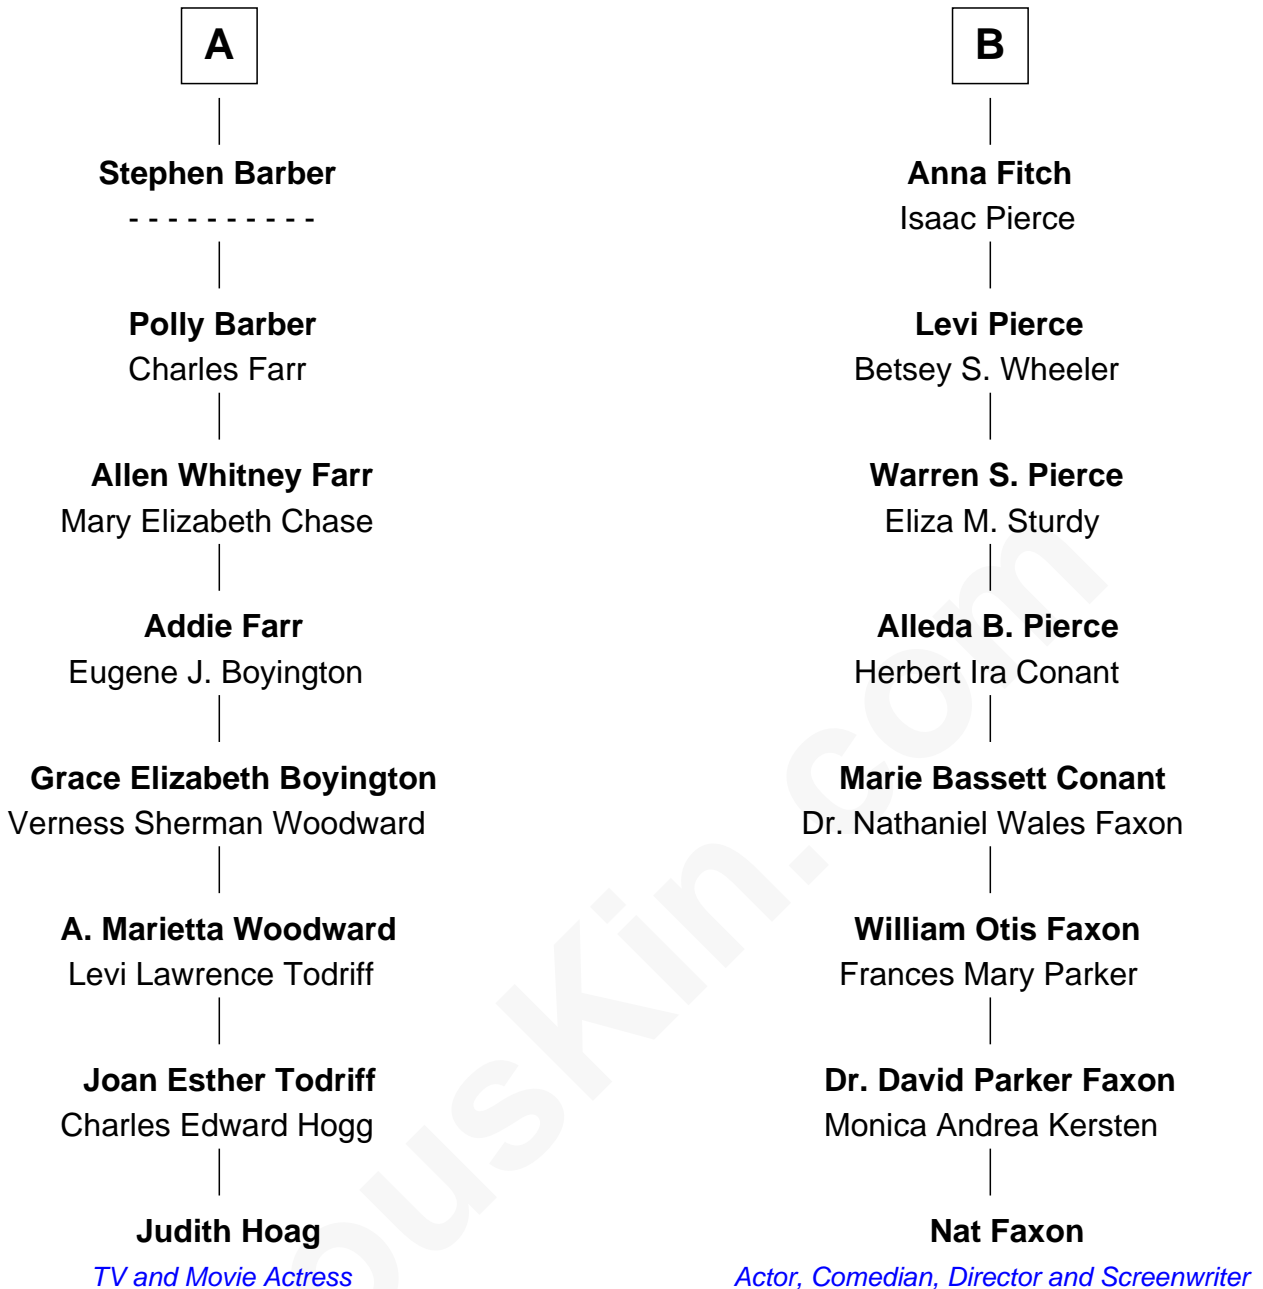 A
Stephen Barber
- - - - - - - - - -
Polly Barber
Charles Farr
Allen Whitney Farr
Mary Elizabeth Chase
Addie Farr
Eugene J. Boyington
Grace Elizabeth Boyington
Verness Sherman Woodward
A. Marietta Woodward
Levi Lawrence Todriff
Joan Esther Todriff
Charles Edward Hogg
Judith Hoag
TV and Movie Actress
B
Anna Fitch
Isaac Pierce
Levi Pierce
Betsey S. Wheeler
Warren S. Pierce
Eliza M. Sturdy
Alleda B. Pierce
Herbert Ira Conant
Marie Bassett Conant
Dr. Nathaniel Wales Faxon
William Otis Faxon
Frances Mary Parker
Dr. David Parker Faxon
Monica Andrea Kersten
Nat Faxon
Actor, Comedian, Director and Screenwriter
ousKin.com